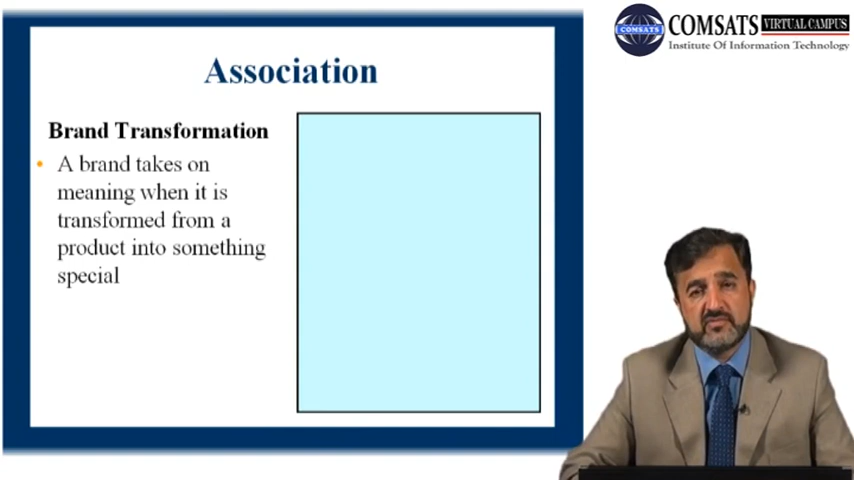 COMSATS VIRTUAL CAMPUS
COMSATS
Institute Of Information Technology
Association
Brand Transformation
• A brand takes on
meaning when it is
transformed from a
product into something
special